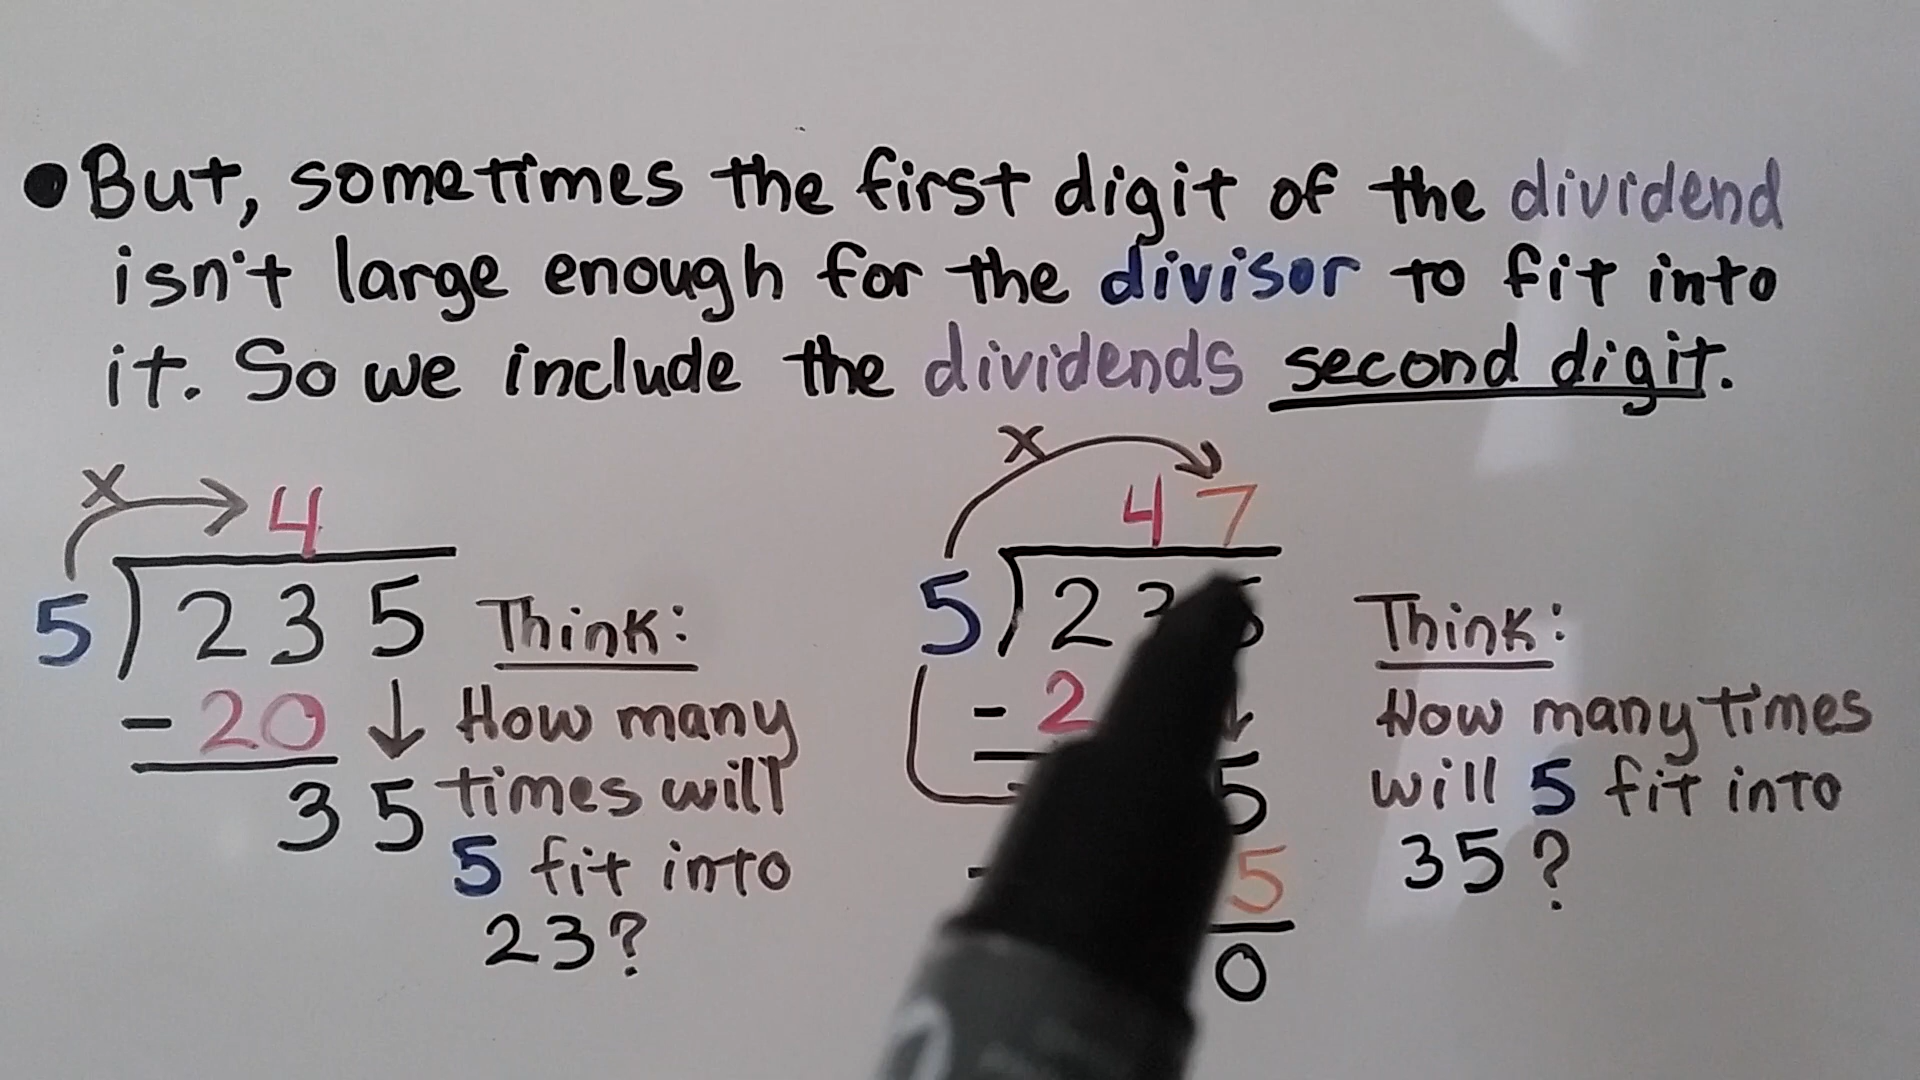 •But, sometimes the first digit of the dividend
isn't large enough for the divisor to fit into
it. So we include the dividends second digit.
x 4
5)235
-20
35
Think:
How many
times will
5 fit into
23?
x 47
5)2
-2
5
5
0
Think:
How many times
will 5 fit into
35?